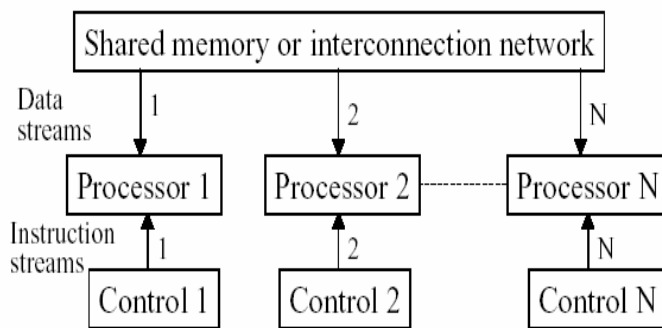 Shared memory or interconnection network
Data
streams
1
2
N
Processor 1
Processor 2
Processor N
Instruction
streams
1
2
N
Control 1
Control 2
Control N